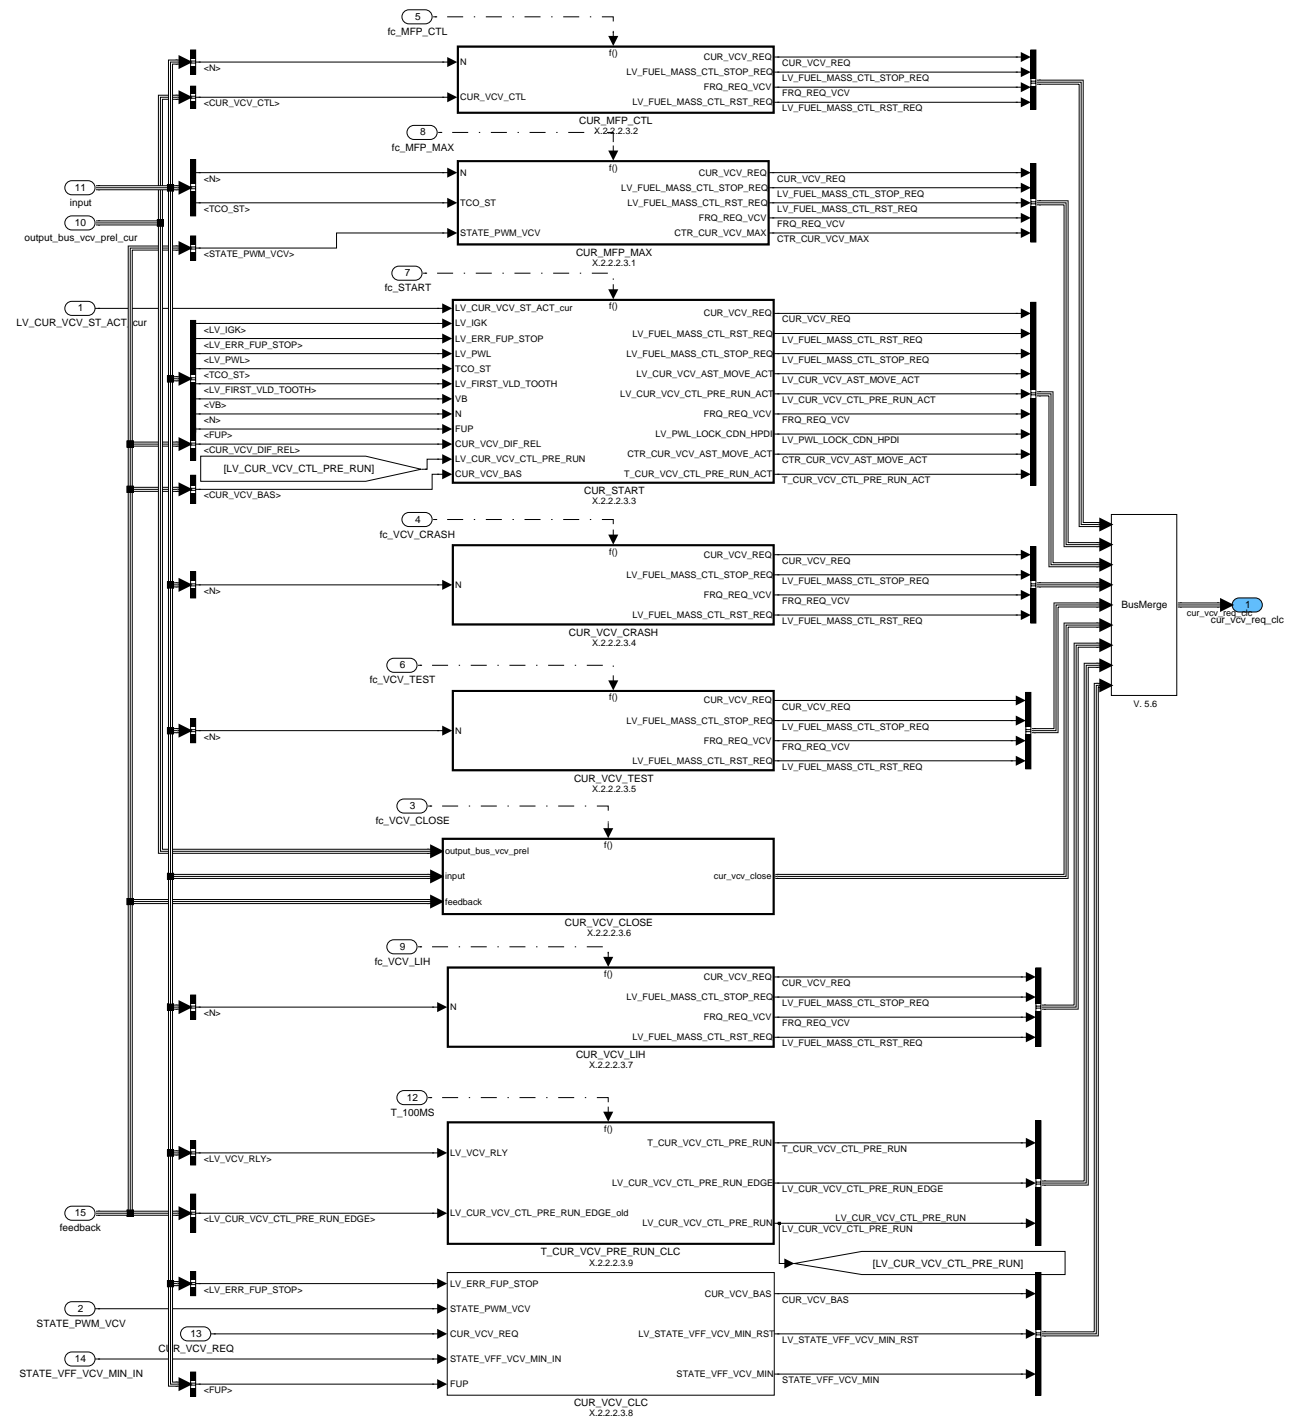 5
fc_MFP_CTL
f()
N
CUR_VCV_CTL
CUR_VCV_REQ
LV_FUEL_MASS_CTL_STOP_REQ
FRQ_REQ_VCV
LV_FUEL_MASS_CTL_RST_REQ
<N>
<CUR_VCV_CTL>
CUR_VCV_REQ
LV_FUEL_MASS_CTL_STOP_REQ
FRQ_REQ_VCV
LV_FUEL_MASS_CTL_RST_REQ
CUR_MFP_CTL
X.2.2.2.3.2
8
fc_MFP_MAX
f()
N
TCO_ST
STATE_PWM_VCV
CUR_VCV_REQ
LV_FUEL_MASS_CTL_STOP_REQ
LV_FUEL_MASS_CTL_RST_REQ
FRQ_REQ_VCV
CTR_CUR_VCV_MAX
<N>
<TCO_ST>
<STATE_PWM_VCV>
CUR_VCV_REQ
LV_FUEL_MASS_CTL_STOP_REQ
LV_FUEL_MASS_CTL_RST_REQ
FRQ_REQ_VCV
CTR_CUR_VCV_MAX
CUR_MFP_MAX
X.2.2.2.3.1
11
input
10
output_bus_vcv_prel_cur
7
fc_START
1
LV_CUR_VCV_ST_ACT_cur
f()
LV_CUR_VCV_ST_ACT_cur
LV_IGK
LV_ERR_FUP_STOP
LV_PWL
TCO_ST
LV_FIRST_VLD_TOOTH
VB
N
FUP
CUR_VCV_DIF_REL
LV_CUR_VCV_CTL_PRE_RUN
CUR_VCV_BAS
<LV_IGK>
<LV_ERR_FUP_STOP>
<LV_PWL>
<TCO_ST>
<LV_FIRST_VLD_TOOTH>
<VB>
<N>
<FUP>
<CUR_VCV_DIF_REL>
[LV_CUR_VCV_CTL_PRE_RUN]
<CUR_VCV_BAS>
CUR_VCV_REQ
LV_FUEL_MASS_CTL_RST_REQ
LV_FUEL_MASS_CTL_STOP_REQ
LV_CUR_VCV_AST_MOVE_ACT
LV_CUR_VCV_CTL_PRE_RUN_ACT
FRQ_REQ_VCV
LV_PWL_LOCK_CDN_HPDI
CTR_CUR_VCV_AST_MOVE_ACT
T_CUR_VCV_CTL_PRE_RUN_ACT
CUR_VCV_REQ
LV_FUEL_MASS_CTL_RST_REQ
LV_FUEL_MASS_CTL_STOP_REQ
LV_CUR_VCV_AST_MOVE_ACT
LV_CUR_VCV_CTL_PRE_RUN_ACT
FRQ_REQ_VCV
LV_PWL_LOCK_CDN_HPDI
CTR_CUR_VCV_AST_MOVE_ACT
T_CUR_VCV_CTL_PRE_RUN_ACT
CUR_START
X.2.2.2.3.3
4
fc_VCV_CRASH
f()
<N>
N
CUR_VCV_REQ
LV_FUEL_MASS_CTL_STOP_REQ
FRQ_REQ_VCV
LV_FUEL_MASS_CTL_RST_REQ
CUR_VCV_REQ
LV_FUEL_MASS_CTL_STOP_REQ
FRQ_REQ_VCV
LV_FUEL_MASS_CTL_RST_REQ
CUR_VCV_CRASH
X.2.2.2.3.4
BusMerge
V. 5.6
cur_vcv_req_clc
1
cur_vcv_req_clc
6
fc_VCV_TEST
f()
<N>
N
CUR_VCV_REQ
LV_FUEL_MASS_CTL_STOP_REQ
FRQ_REQ_VCV
LV_FUEL_MASS_CTL_RST_REQ
CUR_VCV_REQ
LV_FUEL_MASS_CTL_STOP_REQ
FRQ_REQ_VCV
LV_FUEL_MASS_CTL_RST_REQ
CUR_VCV_TEST
X.2.2.2.3.5
3
fc_VCV_CLOSE
f()
output_bus_vcv_prel
input
feedback
cur_vcv_close
CUR_VCV_CLOSE
X.2.2.2.3.6
9
fc_VCV_LIH
f()
<N>
N
CUR_VCV_REQ
LV_FUEL_MASS_CTL_STOP_REQ
FRQ_REQ_VCV
LV_FUEL_MASS_CTL_RST_REQ
CUR_VCV_REQ
LV_FUEL_MASS_CTL_STOP_REQ
FRQ_REQ_VCV
LV_FUEL_MASS_CTL_RST_REQ
CUR_VCV_LIH
X.2.2.2.3.7
12
T_100MS
f()
<LV_VCV_RLY>
LV_VCV_RLY
15
feedback
<LV_CUR_VCV_CTL_PRE_RUN_EDGE>
LV_CUR_VCV_CTL_PRE_RUN_EDGE_old
T_CUR_VCV_CTL_PRE_RUN
LV_CUR_VCV_CTL_PRE_RUN_EDGE
LV_CUR_VCV_CTL_PRE_RUN
T_CUR_VCV_CTL_PRE_RUN
LV_CUR_VCV_CTL_PRE_RUN_EDGE
LV_CUR_VCV_CTL_PRE_RUN
LV_CUR_VCV_CTL_PRE_RUN
T_CUR_VCV_PRE_RUN_CLC
X.2.2.2.3.9
[LV_CUR_VCV_CTL_PRE_RUN]
<LV_ERR_FUP_STOP>
2
STATE_PWM_VCV
13
CUR_VCV_REQ
14
STATE_VFF_VCV_MIN_IN
<FUP>
LV_ERR_FUP_STOP
STATE_PWM_VCV
CUR_VCV_REQ
STATE_VFF_VCV_MIN_IN
FUP
CUR_VCV_BAS
LV_STATE_VFF_VCV_MIN_RST
STATE_VFF_VCV_MIN
CUR_VCV_BAS
LV_STATE_VFF_VCV_MIN_RST
STATE_VFF_VCV_MIN
CUR_VCV_CLC
X.2.2.2.3.8